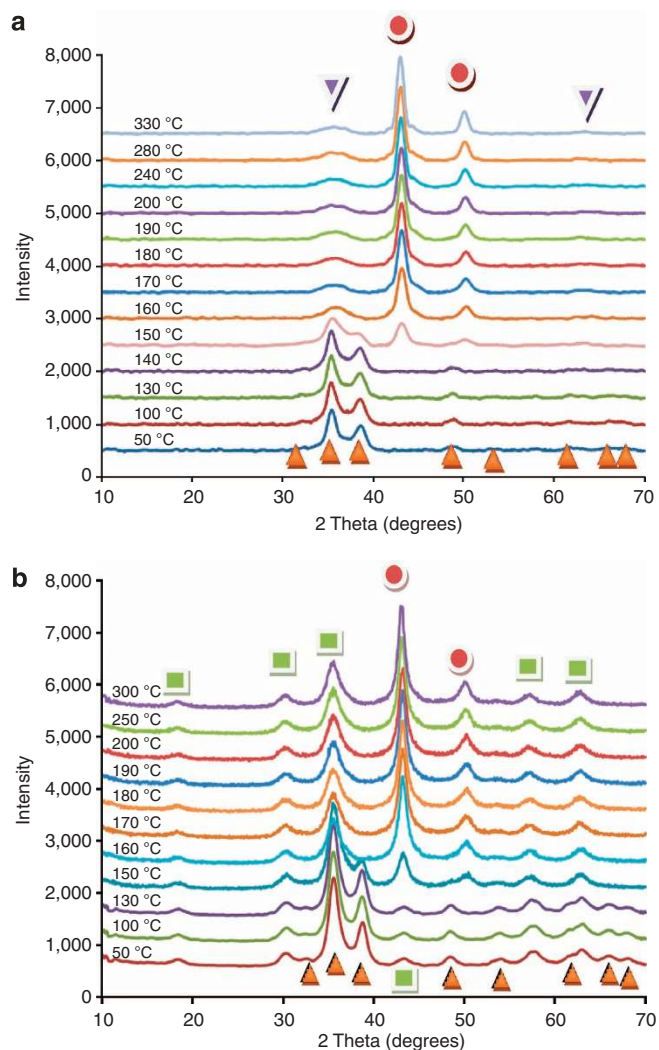 a
8,000
7,000
6,000
5,000
4,000
3,000
2,000
1,000
0
Intensity
330 °C
280 °C
240 °C
200 °C
190 °C
180 °C
170 °C
160 °C
150 °C
140 °C
130 °C
100 °C
50 °C
10 20 30 40 50 60 70
2 Theta (degrees)
b
8,000
7,000
6,000
5,000
4,000
3,000
2,000
1,000
0
Intensity
300 °C
250 °C
200 °C
190 °C
180 °C
170 °C
160 °C
150 °C
130 °C
100 °C
50 °C
10 20 30 40 50 60 70
2 Theta (degrees)